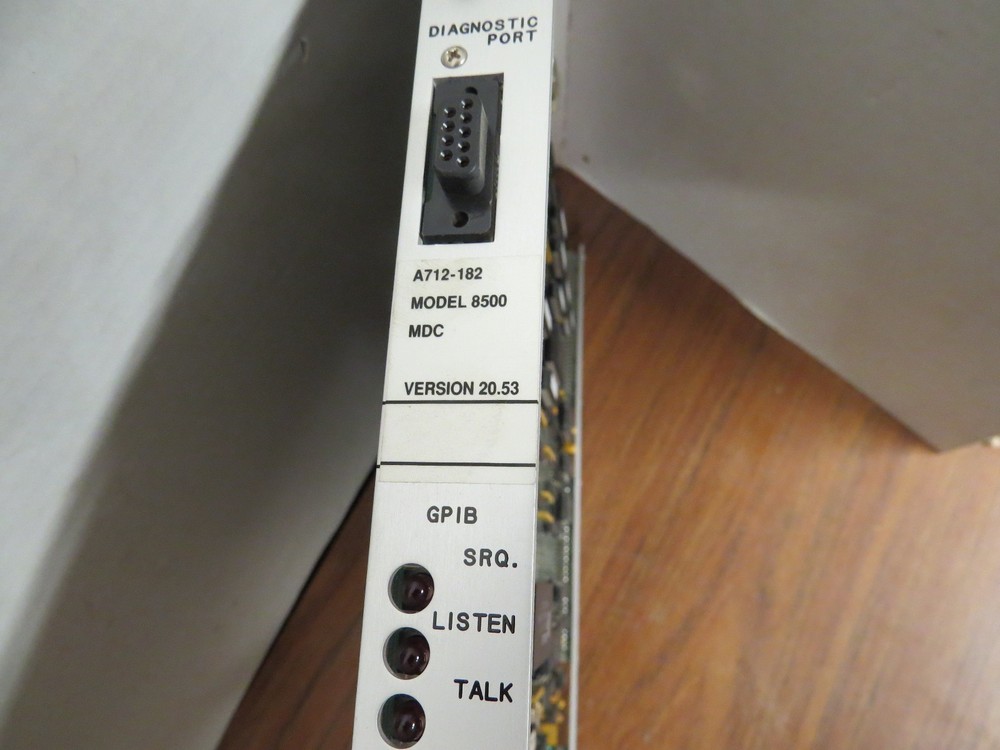 DIAGNOSTIC
PORT
A712-182
MODEL 8500
MDC
VERSION 20.53
GPIB
SRQ.
LISTEN
TALK